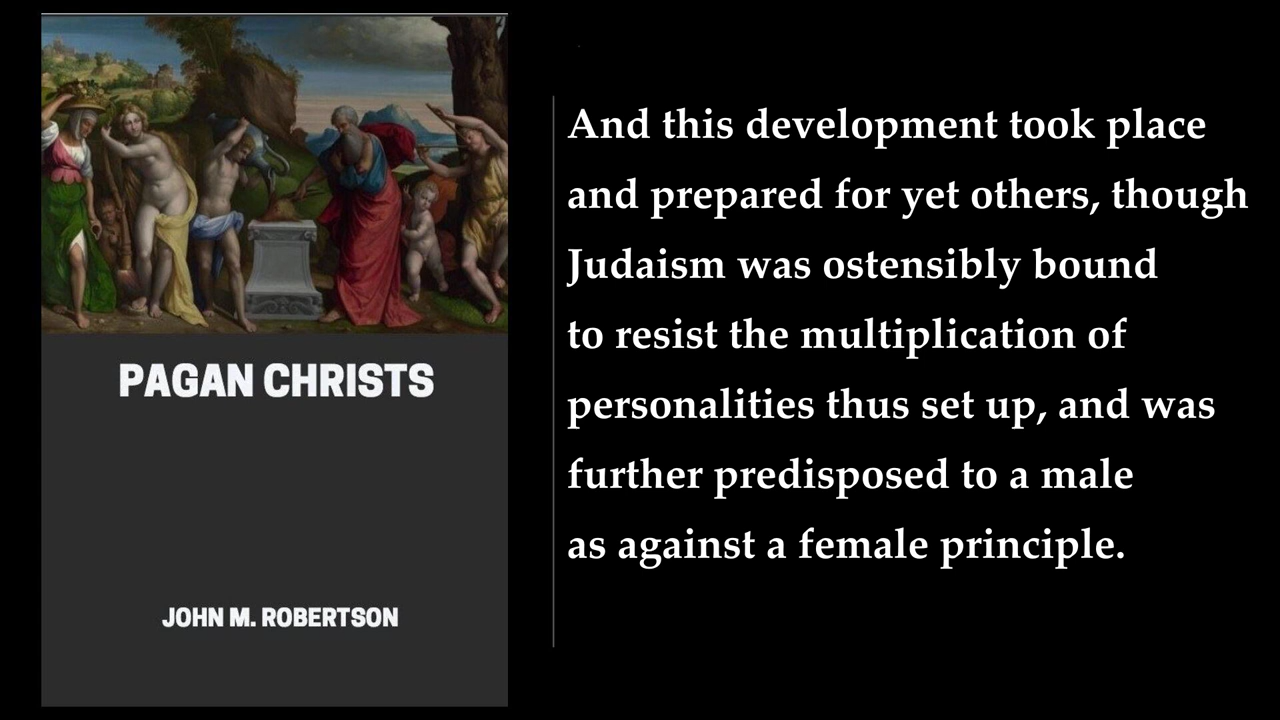 PAGAN CHRISTS
JOHN M. ROBERTSON
And this development took place
and prepared for yet others, though
Judaism was ostensibly bound
to resist the multiplication of
personalities thus set up, and was
further predisposed to a male
as against a female principle.